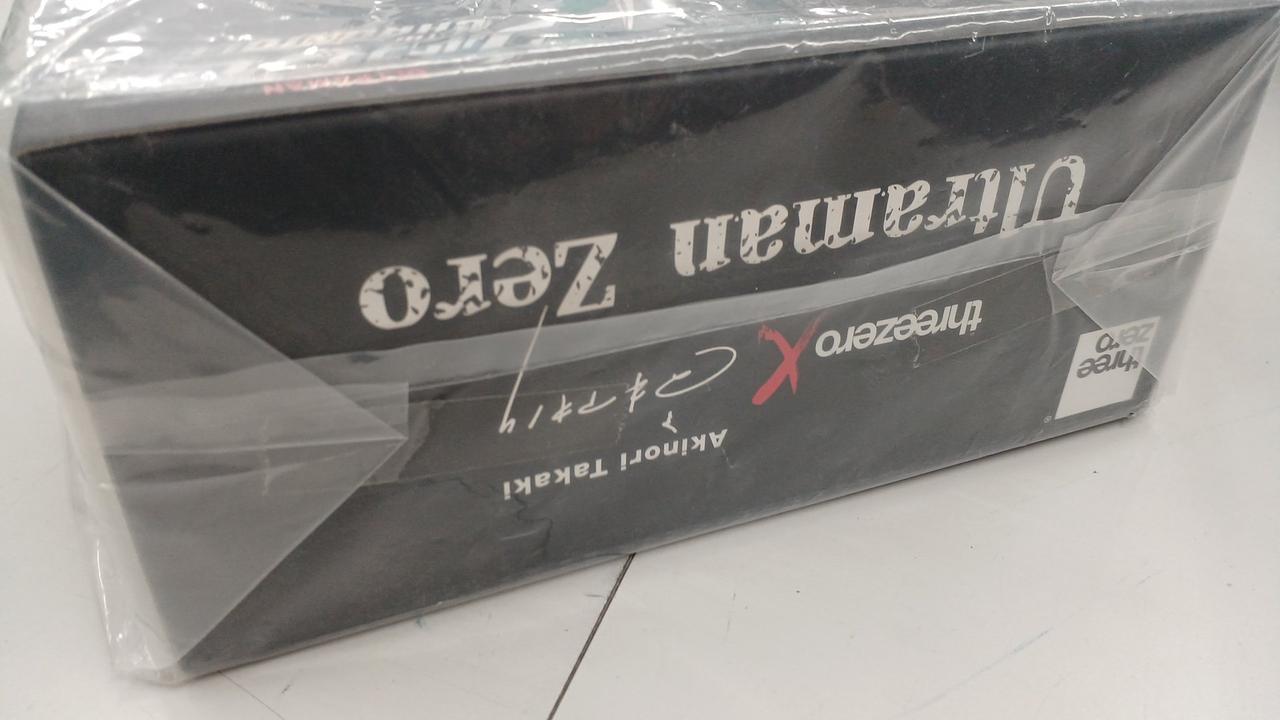 three
zero
®
Akinori Takaki
threezero X
Ultraman Zero